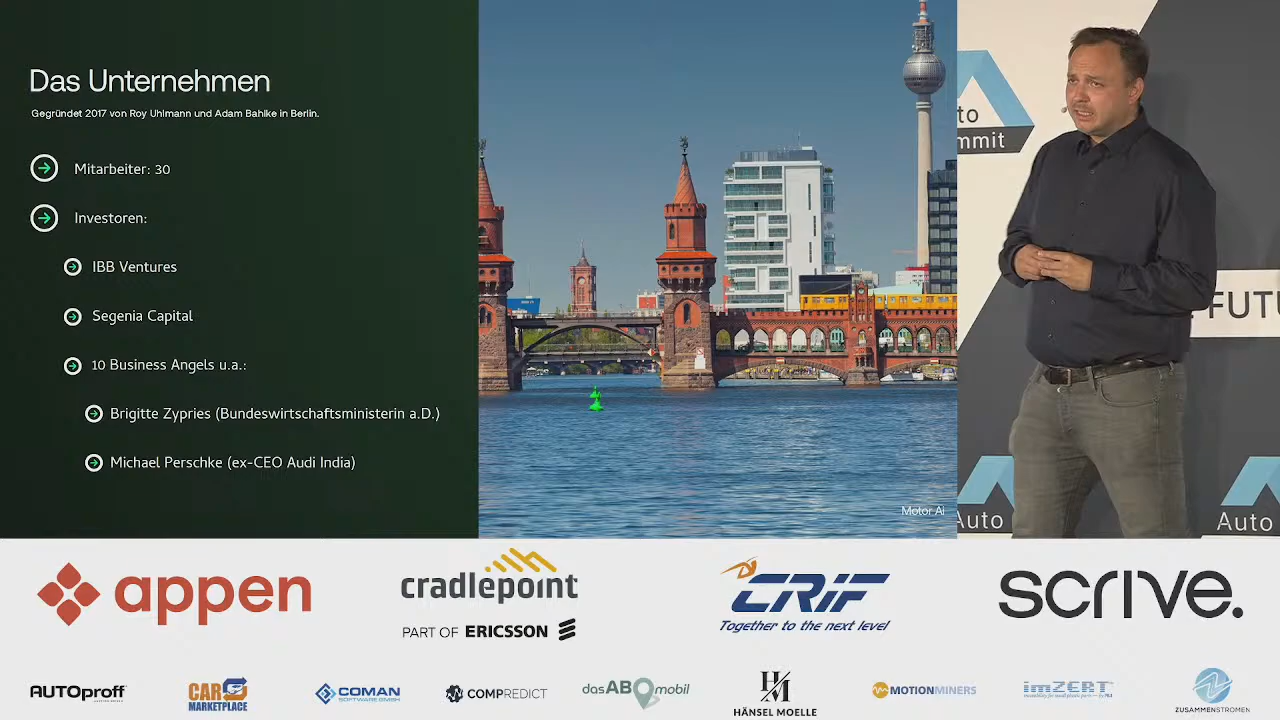 Das Unternehmen
Gegründet 2017 von Roy Uhlmann und Adam Bahlke in Berlin.
Mitarbeiter: 30
Investoren:
IBB Ventures
Segenia Capital
10 Business Angels u.a.:
Brigitte Zypries (Bundeswirtschaftsministerin a.D.)
Michael Perschke (ex-CEO Audi India)
Motor Ai
to
mmit
FUTU
Auto
Auto
appen
cradlepoint
PART OF ERICSSON
CRIF
Together to the next level
scrive.
AUTOproff
CAR
MARKETPLACE
COMAN
SOFTWARE GMBH
COMPREDICT
dasABOmobil
HM
HÄNSEL MOELLE
MOTIONMINERS
imZERT
ZUSAMMENSTROMEN